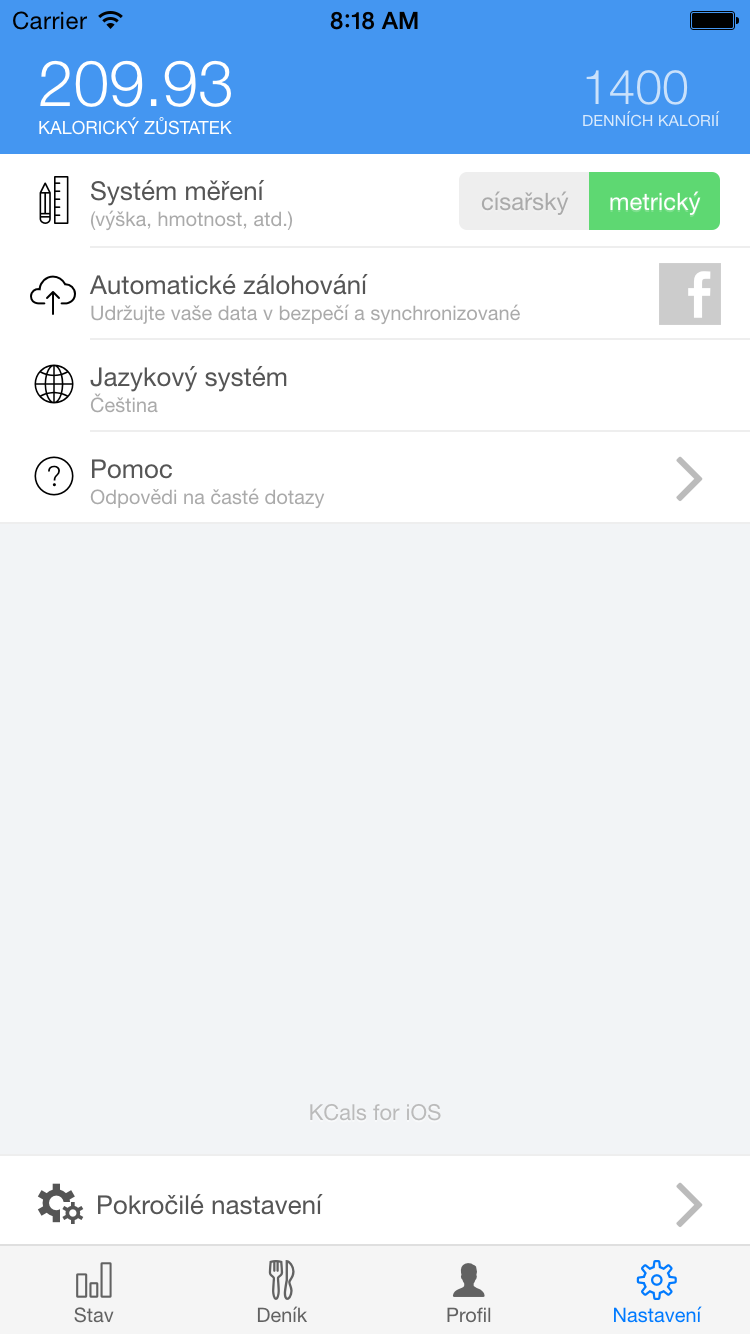 Carrier 8:18 AM
209.93 1400
KALORICKÝ ZŮSTATEK DENNÍCH KALORIÍ
Systém měření
(výška, hmotnost, atd.)
císařský metrický
Automatické zálohování
Udržujte vaše data v bezpečí a synchronizované
f
Jazykový systém
Čeština
?
Pomoc
Odpovědi na časté dotazy
KCals for iOS
Pokročilé nastavení
Stav Deník Profil Nastavení